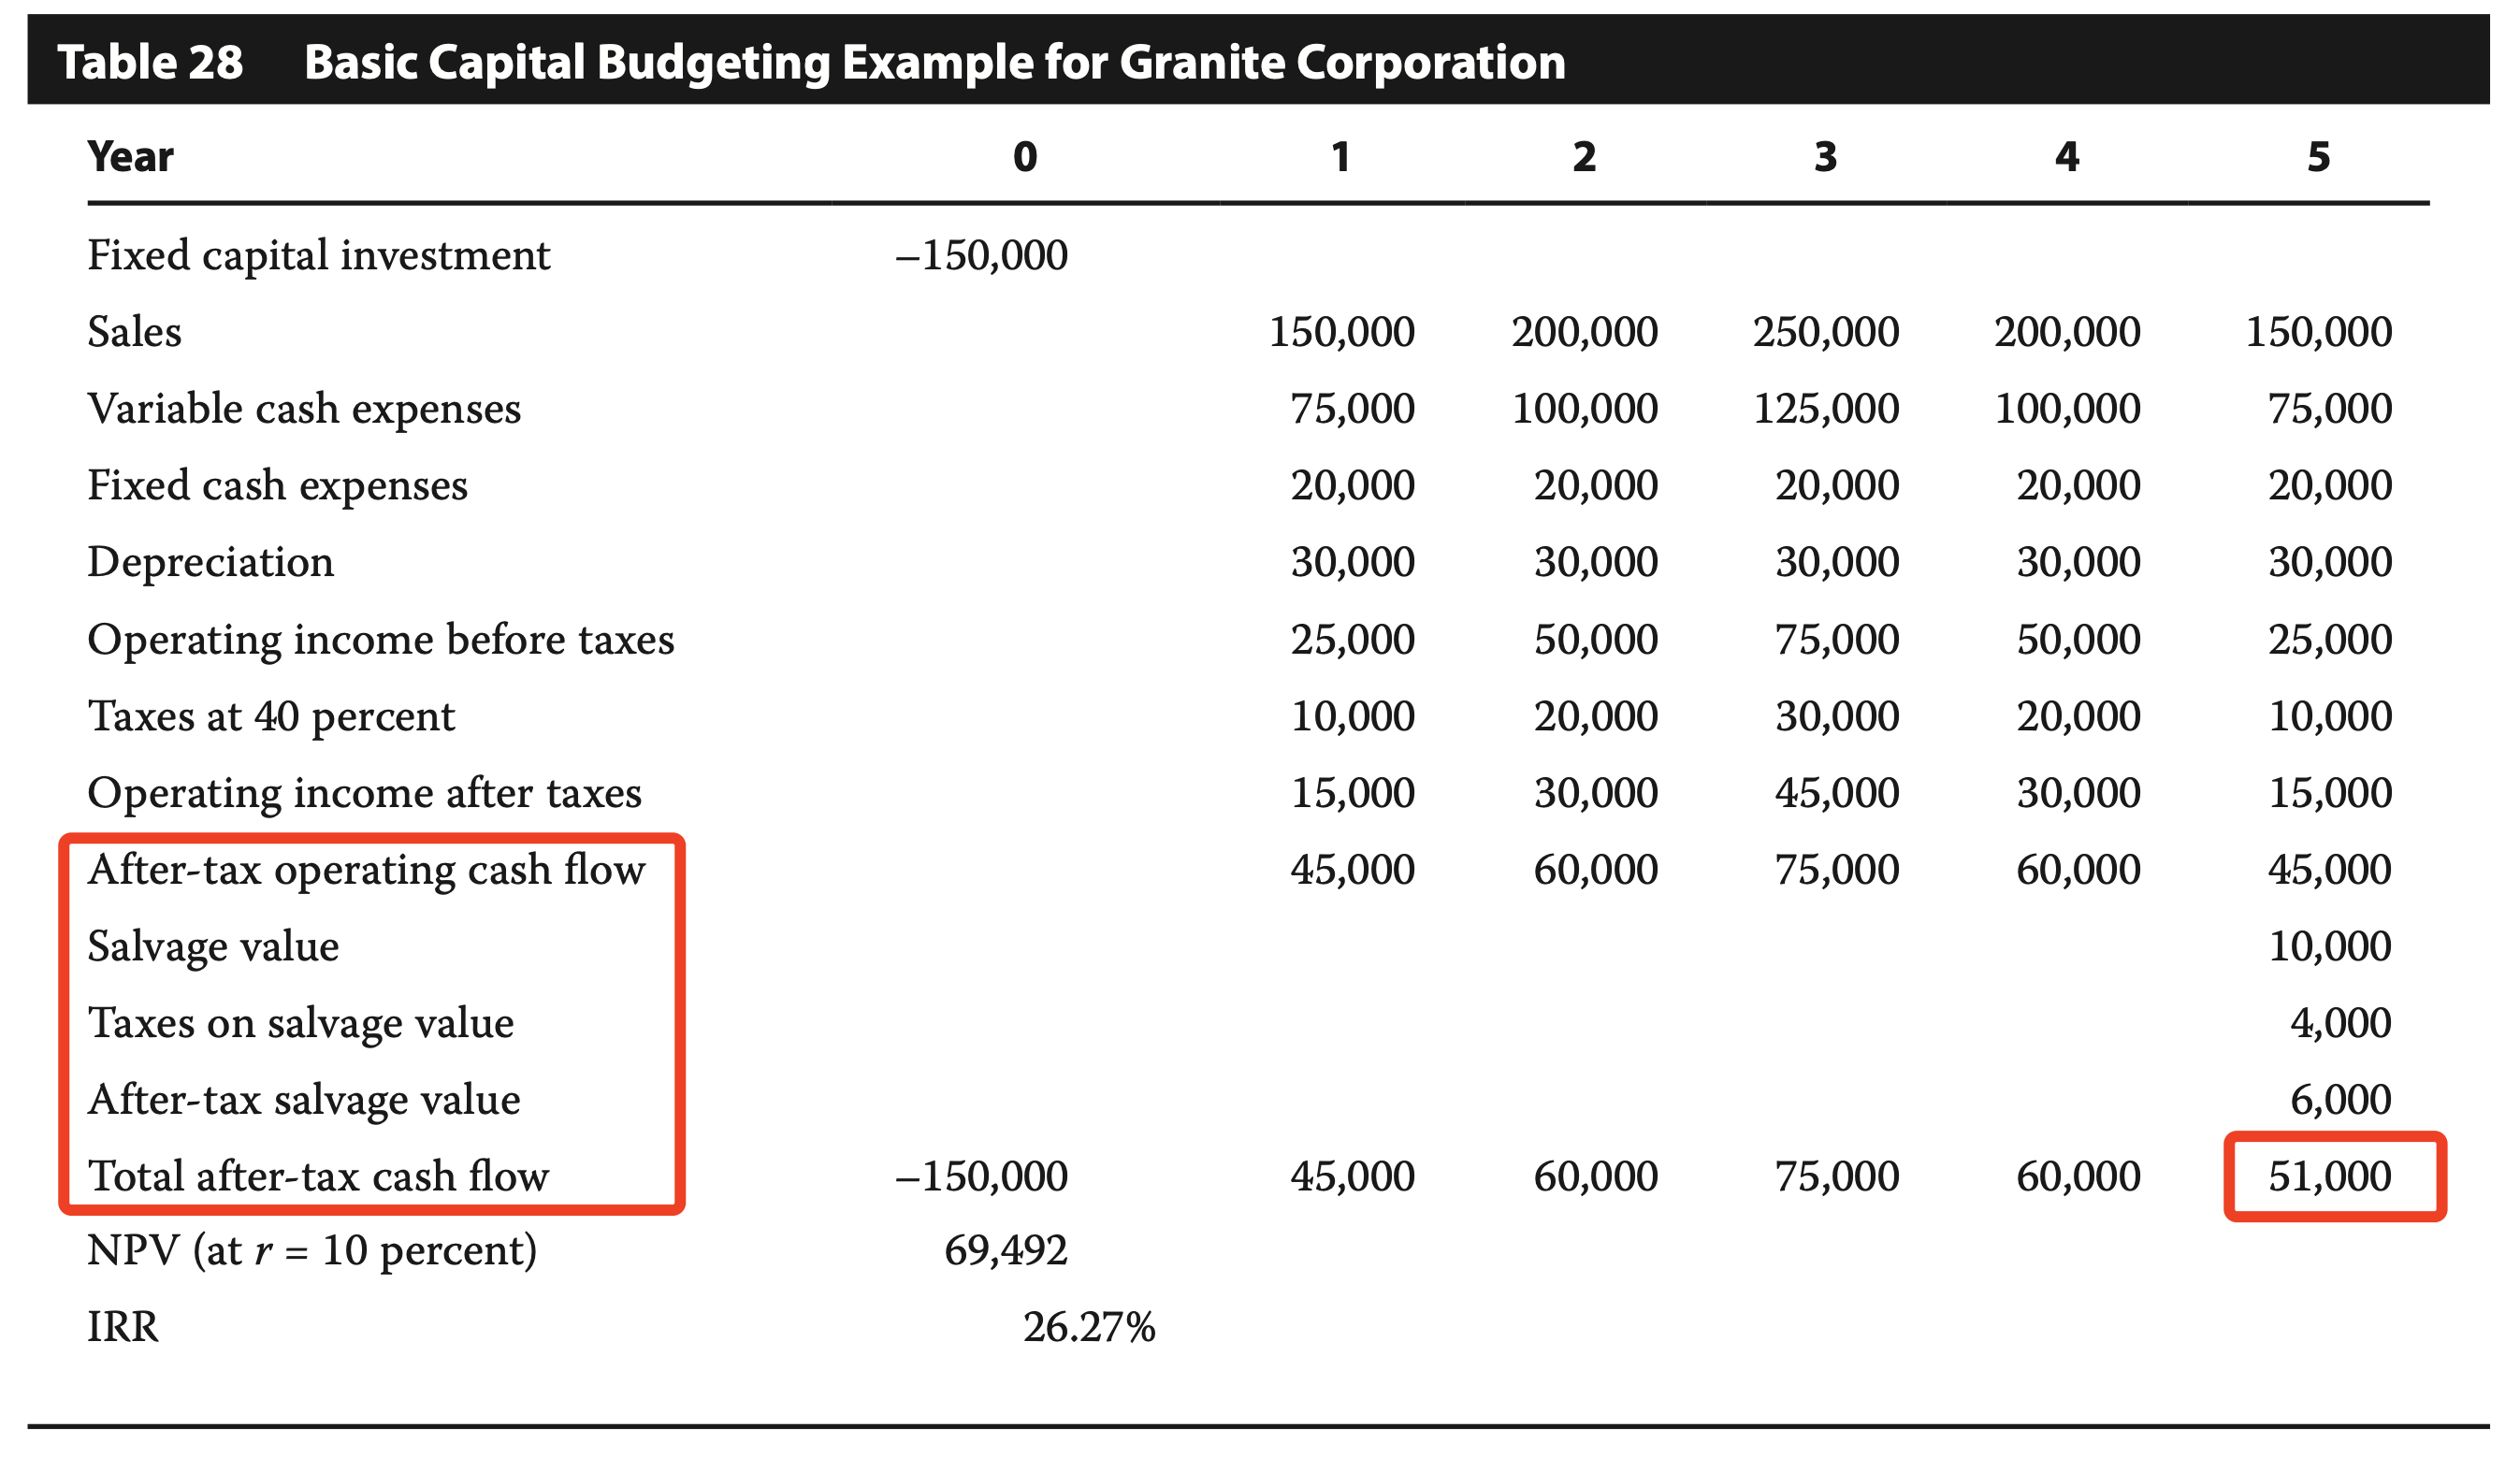 Table 28 Basic Capital Budgeting Example for Granite Corporation
Year 0 1 2 3 4 5
Fixed capital investment –150,000
Sales 150,000 200,000 250,000 200,000 150,000
Variable cash expenses 75,000 100,000 125,000 100,000 75,000
Fixed cash expenses 20,000 20,000 20,000 20,000 20,000
Depreciation 30,000 30,000 30,000 30,000 30,000
Operating income before taxes 25,000 50,000 75,000 50,000 25,000
Taxes at 40 percent 10,000 20,000 30,000 20,000 10,000
Operating income after taxes 15,000 30,000 45,000 30,000 15,000
After-tax operating cash flow 45,000 60,000 75,000 60,000 45,000
Salvage value 10,000
Taxes on salvage value 4,000
After-tax salvage value 6,000
Total after-tax cash flow –150,000 45,000 60,000 75,000 60,000 51,000
NPV (at r = 10 percent) 69,492
IRR 26.27%